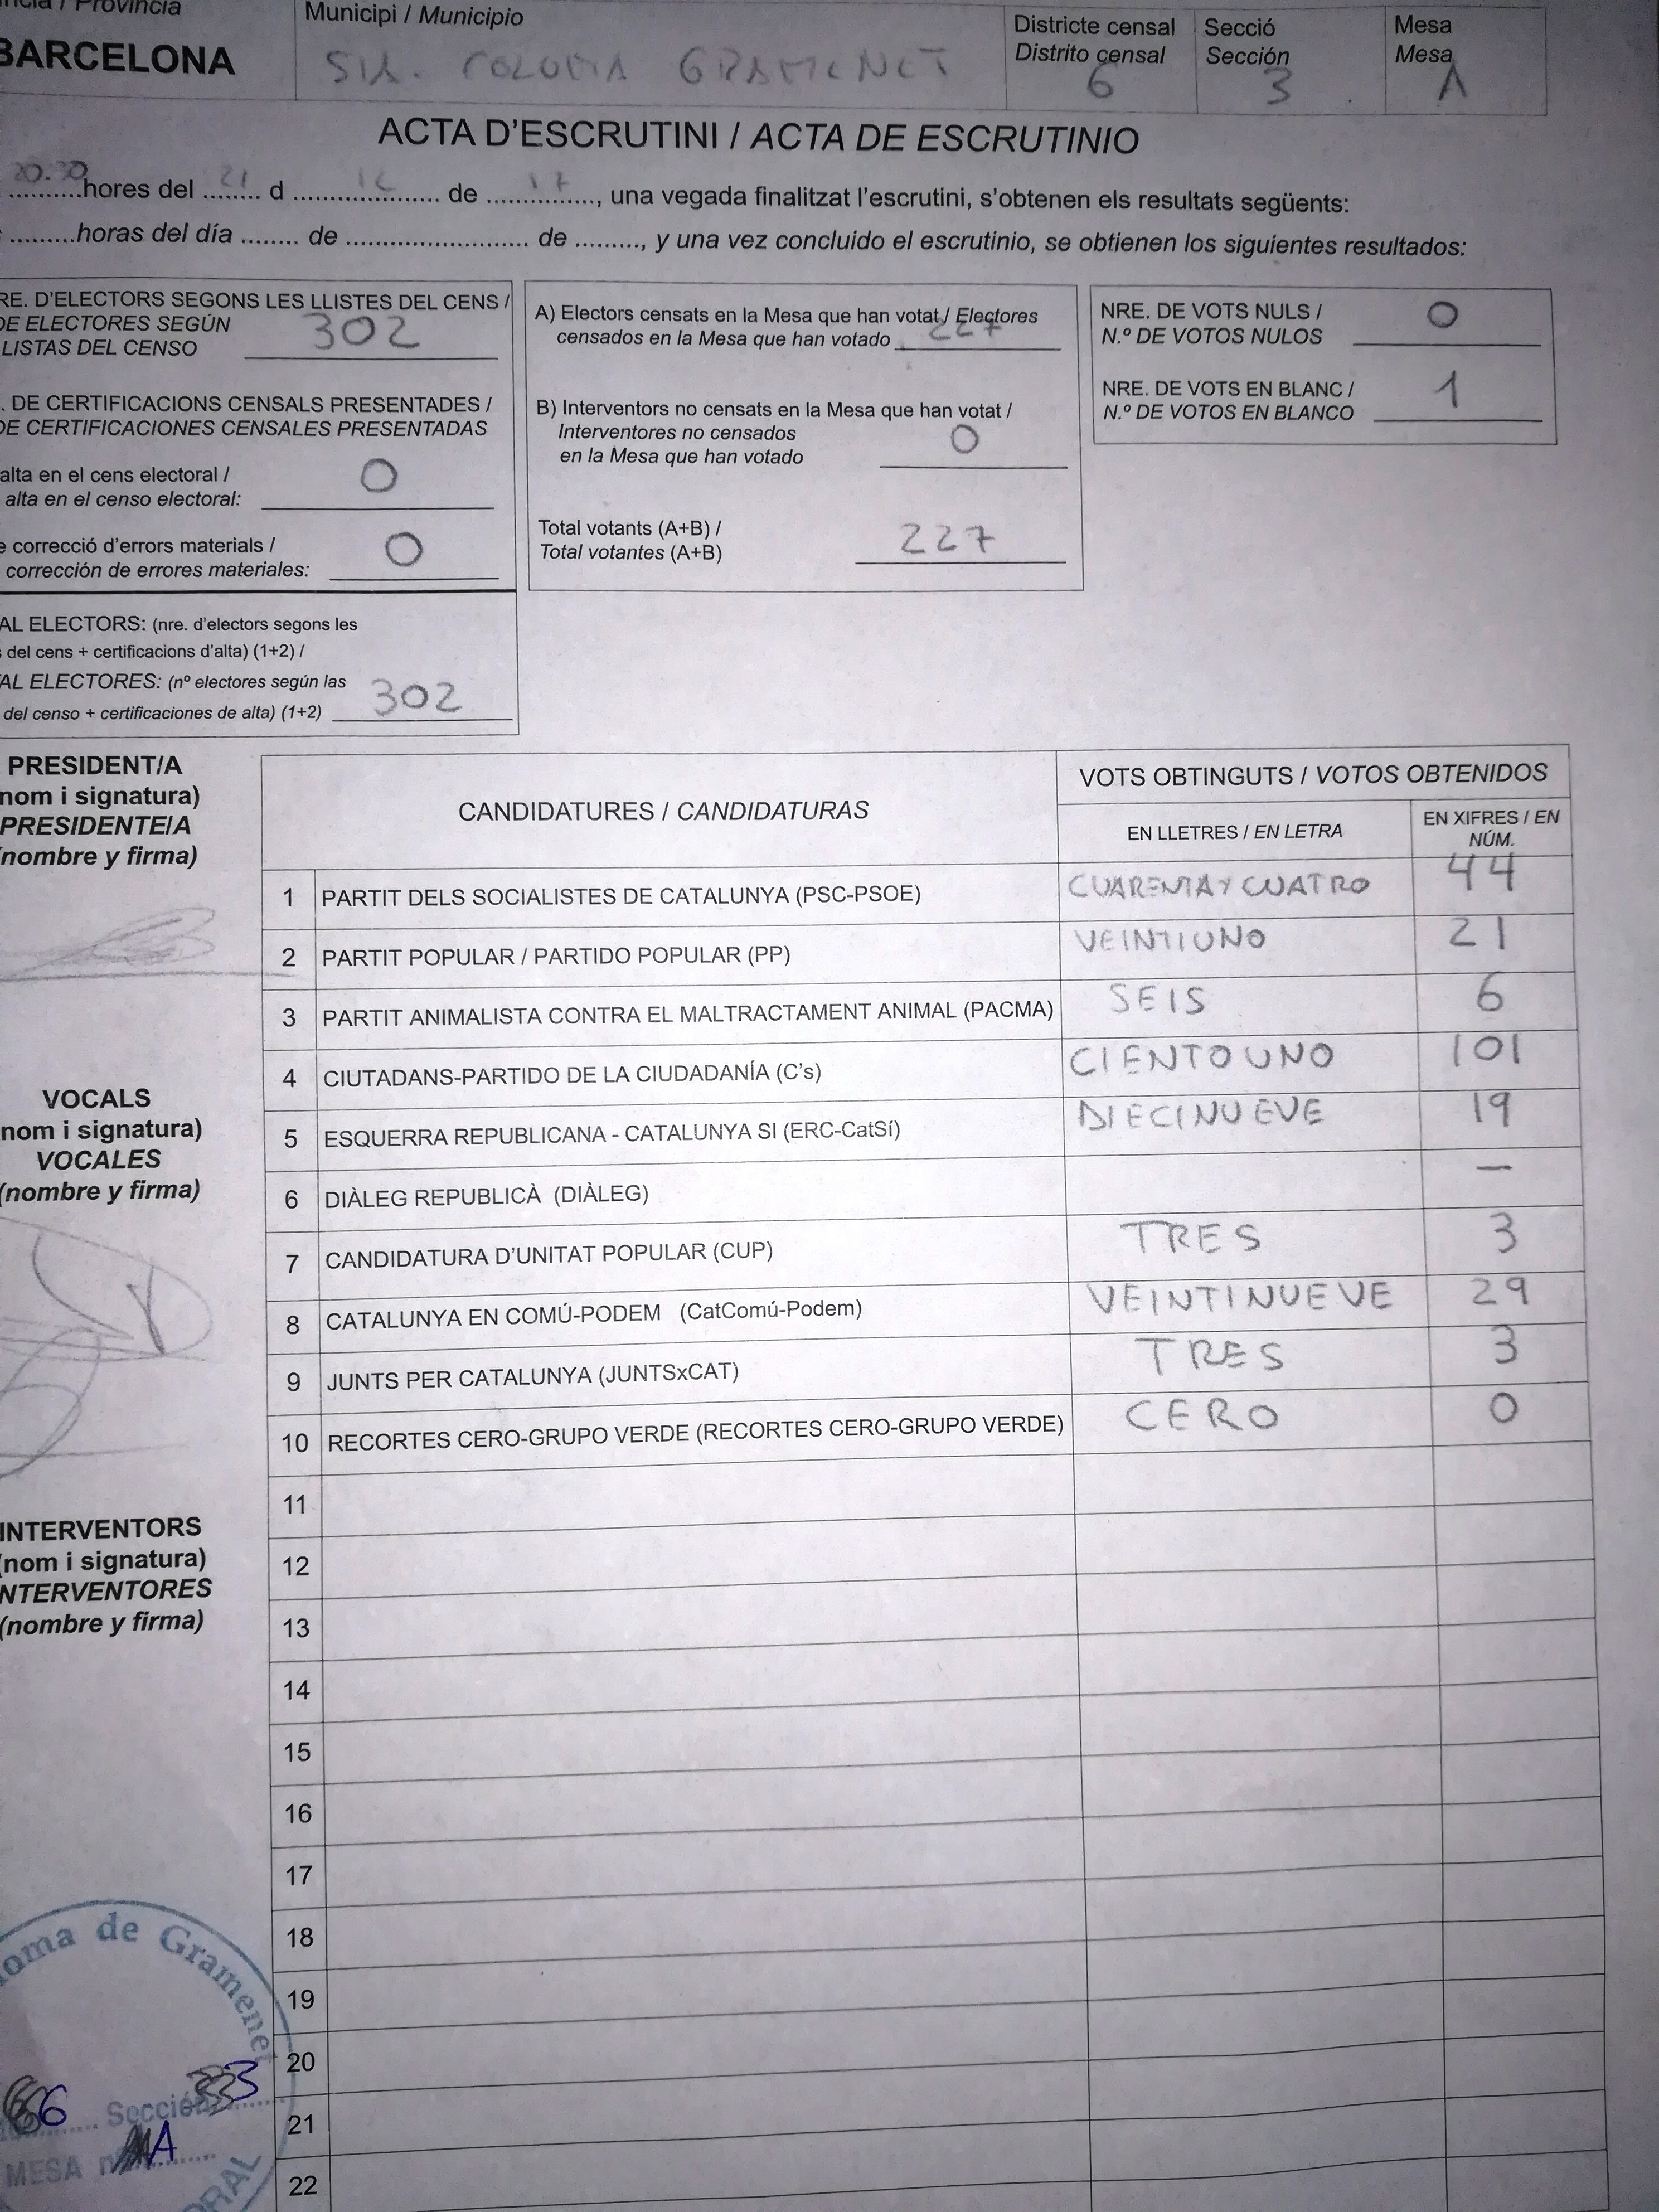 Província / Provincia
BARCELONA
Municipi / Municipio
STA. COLOMA GRAMENET
Districte censal
Distrito censal
6
Secció
Sección
3
Mesa
Mesa
A
ACTA D'ESCRUTINI / ACTA DE ESCRUTINIO
20.30 hores del 21 d 12 de 17, una vegada finalitzat l'escrutini, s'obtenen els resultats següents:
..........horas del día ........ de ............................ de ........., y una vez concluido el escrutinio, se obtienen los siguientes resultados:
RE. D'ELECTORS SEGONS LES LLISTES DEL CENS /
DE ELECTORES SEGÚN
LISTAS DEL CENSO 302
. DE CERTIFICACIONS CENSALS PRESENTADES /
DE CERTIFICACIONES CENSALES PRESENTADAS
alta en el cens electoral /
alta en el censo electoral: 0
e correcció d'errors materials /
corrección de errores materiales: 0
AL ELECTORS: (nre. d'electors segons les
s del cens + certificacions d'alta) (1+2) /
TAL ELECTORES: (nº electores según las
del censo + certificaciones de alta) (1+2) 302
A) Electors censats en la Mesa que han votat / Electores
censados en la Mesa que han votado 227
B) Interventors no censats en la Mesa que han votat /
Interventores no censados
en la Mesa que han votado 0
Total votants (A+B) /
Total votantes (A+B) 227
NRE. DE VOTS NULS /
N.º DE VOTOS NULOS 0
NRE. DE VOTS EN BLANC /
N.º DE VOTOS EN BLANCO 1
PRESIDENT/A
(nom i signatura)
PRESIDENTE/A
(nombre y firma)
VOCALS
(nom i signatura)
VOCALES
(nombre y firma)
INTERVENTORS
(nom i signatura)
INTERVENTORES
(nombre y firma)
CANDIDATURES / CANDIDATURAS
VOTS OBTINGUTS / VOTOS OBTENIDOS
EN LLETRES / EN LETRA
EN XIFRES / EN
NÚM.
1 PARTIT DELS SOCIALISTES DE CATALUNYA (PSC-PSOE) CUARENTA Y CUATRO 44
2 PARTIT POPULAR / PARTIDO POPULAR (PP) VEINTIUNO 21
3 PARTIT ANIMALISTA CONTRA EL MALTRACTAMENT ANIMAL (PACMA) SEIS 6
4 CIUTADANS-PARTIDO DE LA CIUDADANÍA (C's) CIENTO UNO 101
5 ESQUERRA REPUBLICANA - CATALUNYA SI (ERC-CatSí) DIECINUEVE 19
6 DIÀLEG REPUBLICÀ (DIÀLEG) —
7 CANDIDATURA D'UNITAT POPULAR (CUP) TRES 3
8 CATALUNYA EN COMÚ-PODEM (CatComú-Podem) VEINTINUEVE 29
9 JUNTS PER CATALUNYA (JUNTSxCAT) TRES 3
10 RECORTES CERO-GRUPO VERDE (RECORTES CERO-GRUPO VERDE) CERO 0
11
12
13
14
15
16
17
18
19
20
21
22
oma de Gramenet
6 Sección 3
MESA A
ORAL